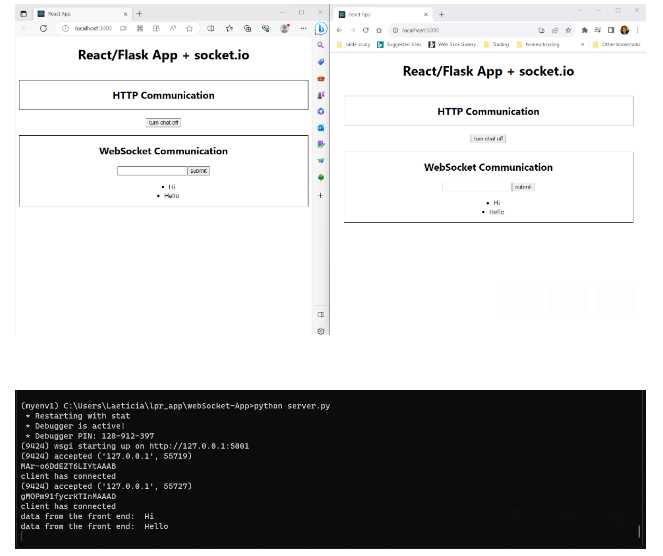 React App
localhost:3000
React/Flask App + socket.io
HTTP Communication
turn chat off
WebSocket Communication
submit
Hi
Hello
React App
localhost:3000
bible study
Suggested Sites
Web Slice Gallery
Trading
homeschooling
Other bookmarks
React/Flask App + socket.io
HTTP Communication
turn chat off
WebSocket Communication
submit
Hi
Hello
(myenv1) C:\Users\Laeticia\lpr_app\webSocket-App>python server.py
* Restarting with stat
* Debugger is active!
* Debugger PIN: 128-912-397
(9424) wsgi starting up on http://127.0.0.1:5001
(9424) accepted ('127.0.0.1', 55719)
MAr-o6DdEZT6LIYtAAAB
client has connected
(9424) accepted ('127.0.0.1', 55727)
gMOPm91fycrKTInMAAAD
client has connected
data from the front end:  Hi
data from the front end:  Hello